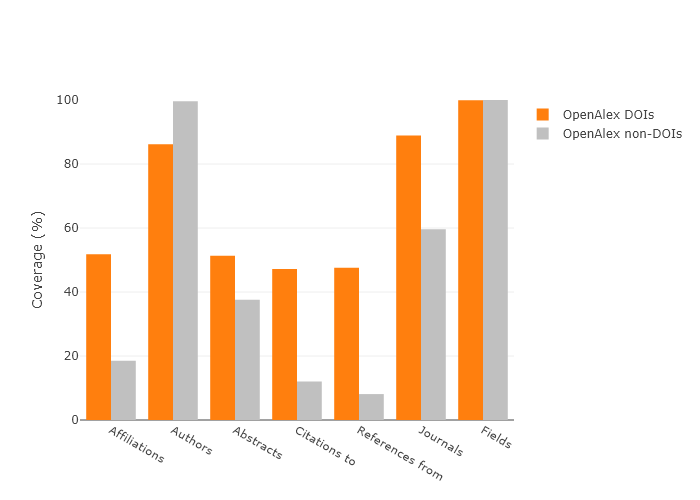 100
80
60
40
20
0
Coverage (%)
Affiliations
Authors
Abstracts
Citations to
References from
Journals
Fields
OpenAlex DOIs
OpenAlex non-DOIs